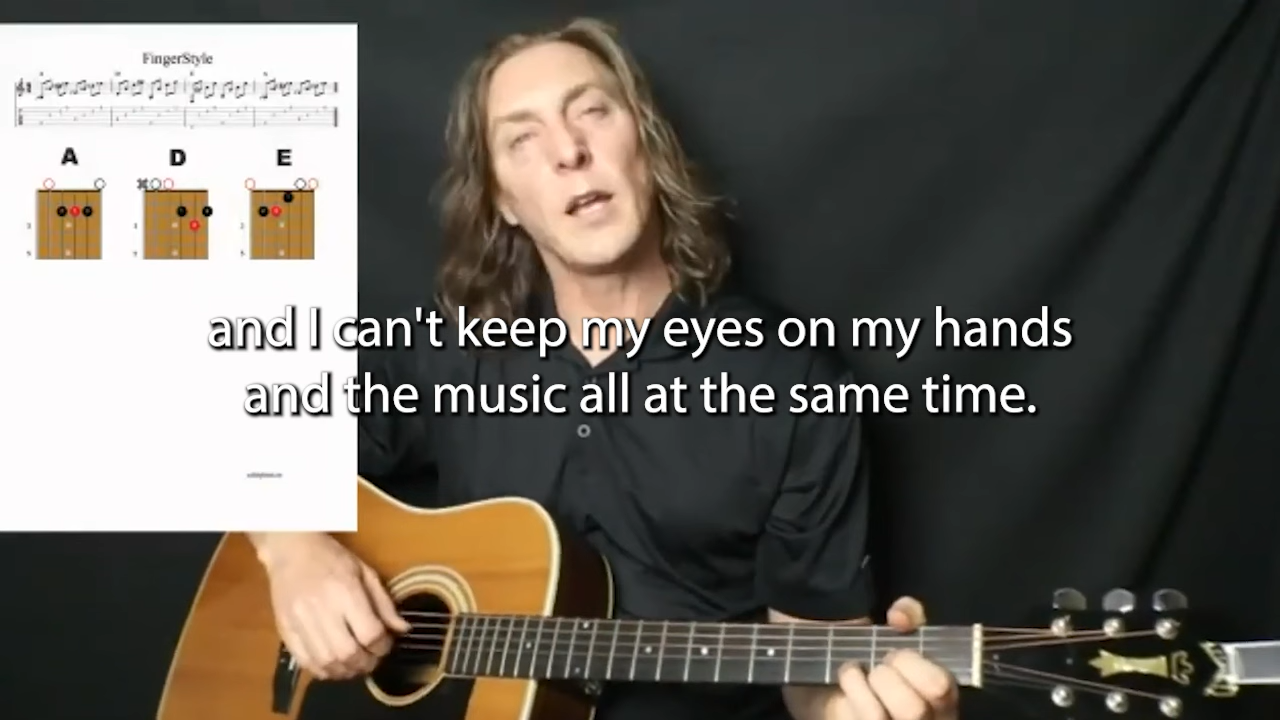 FingerStyle
A D E
and I can't keep my eyes on my hands
and the music all at the same time.